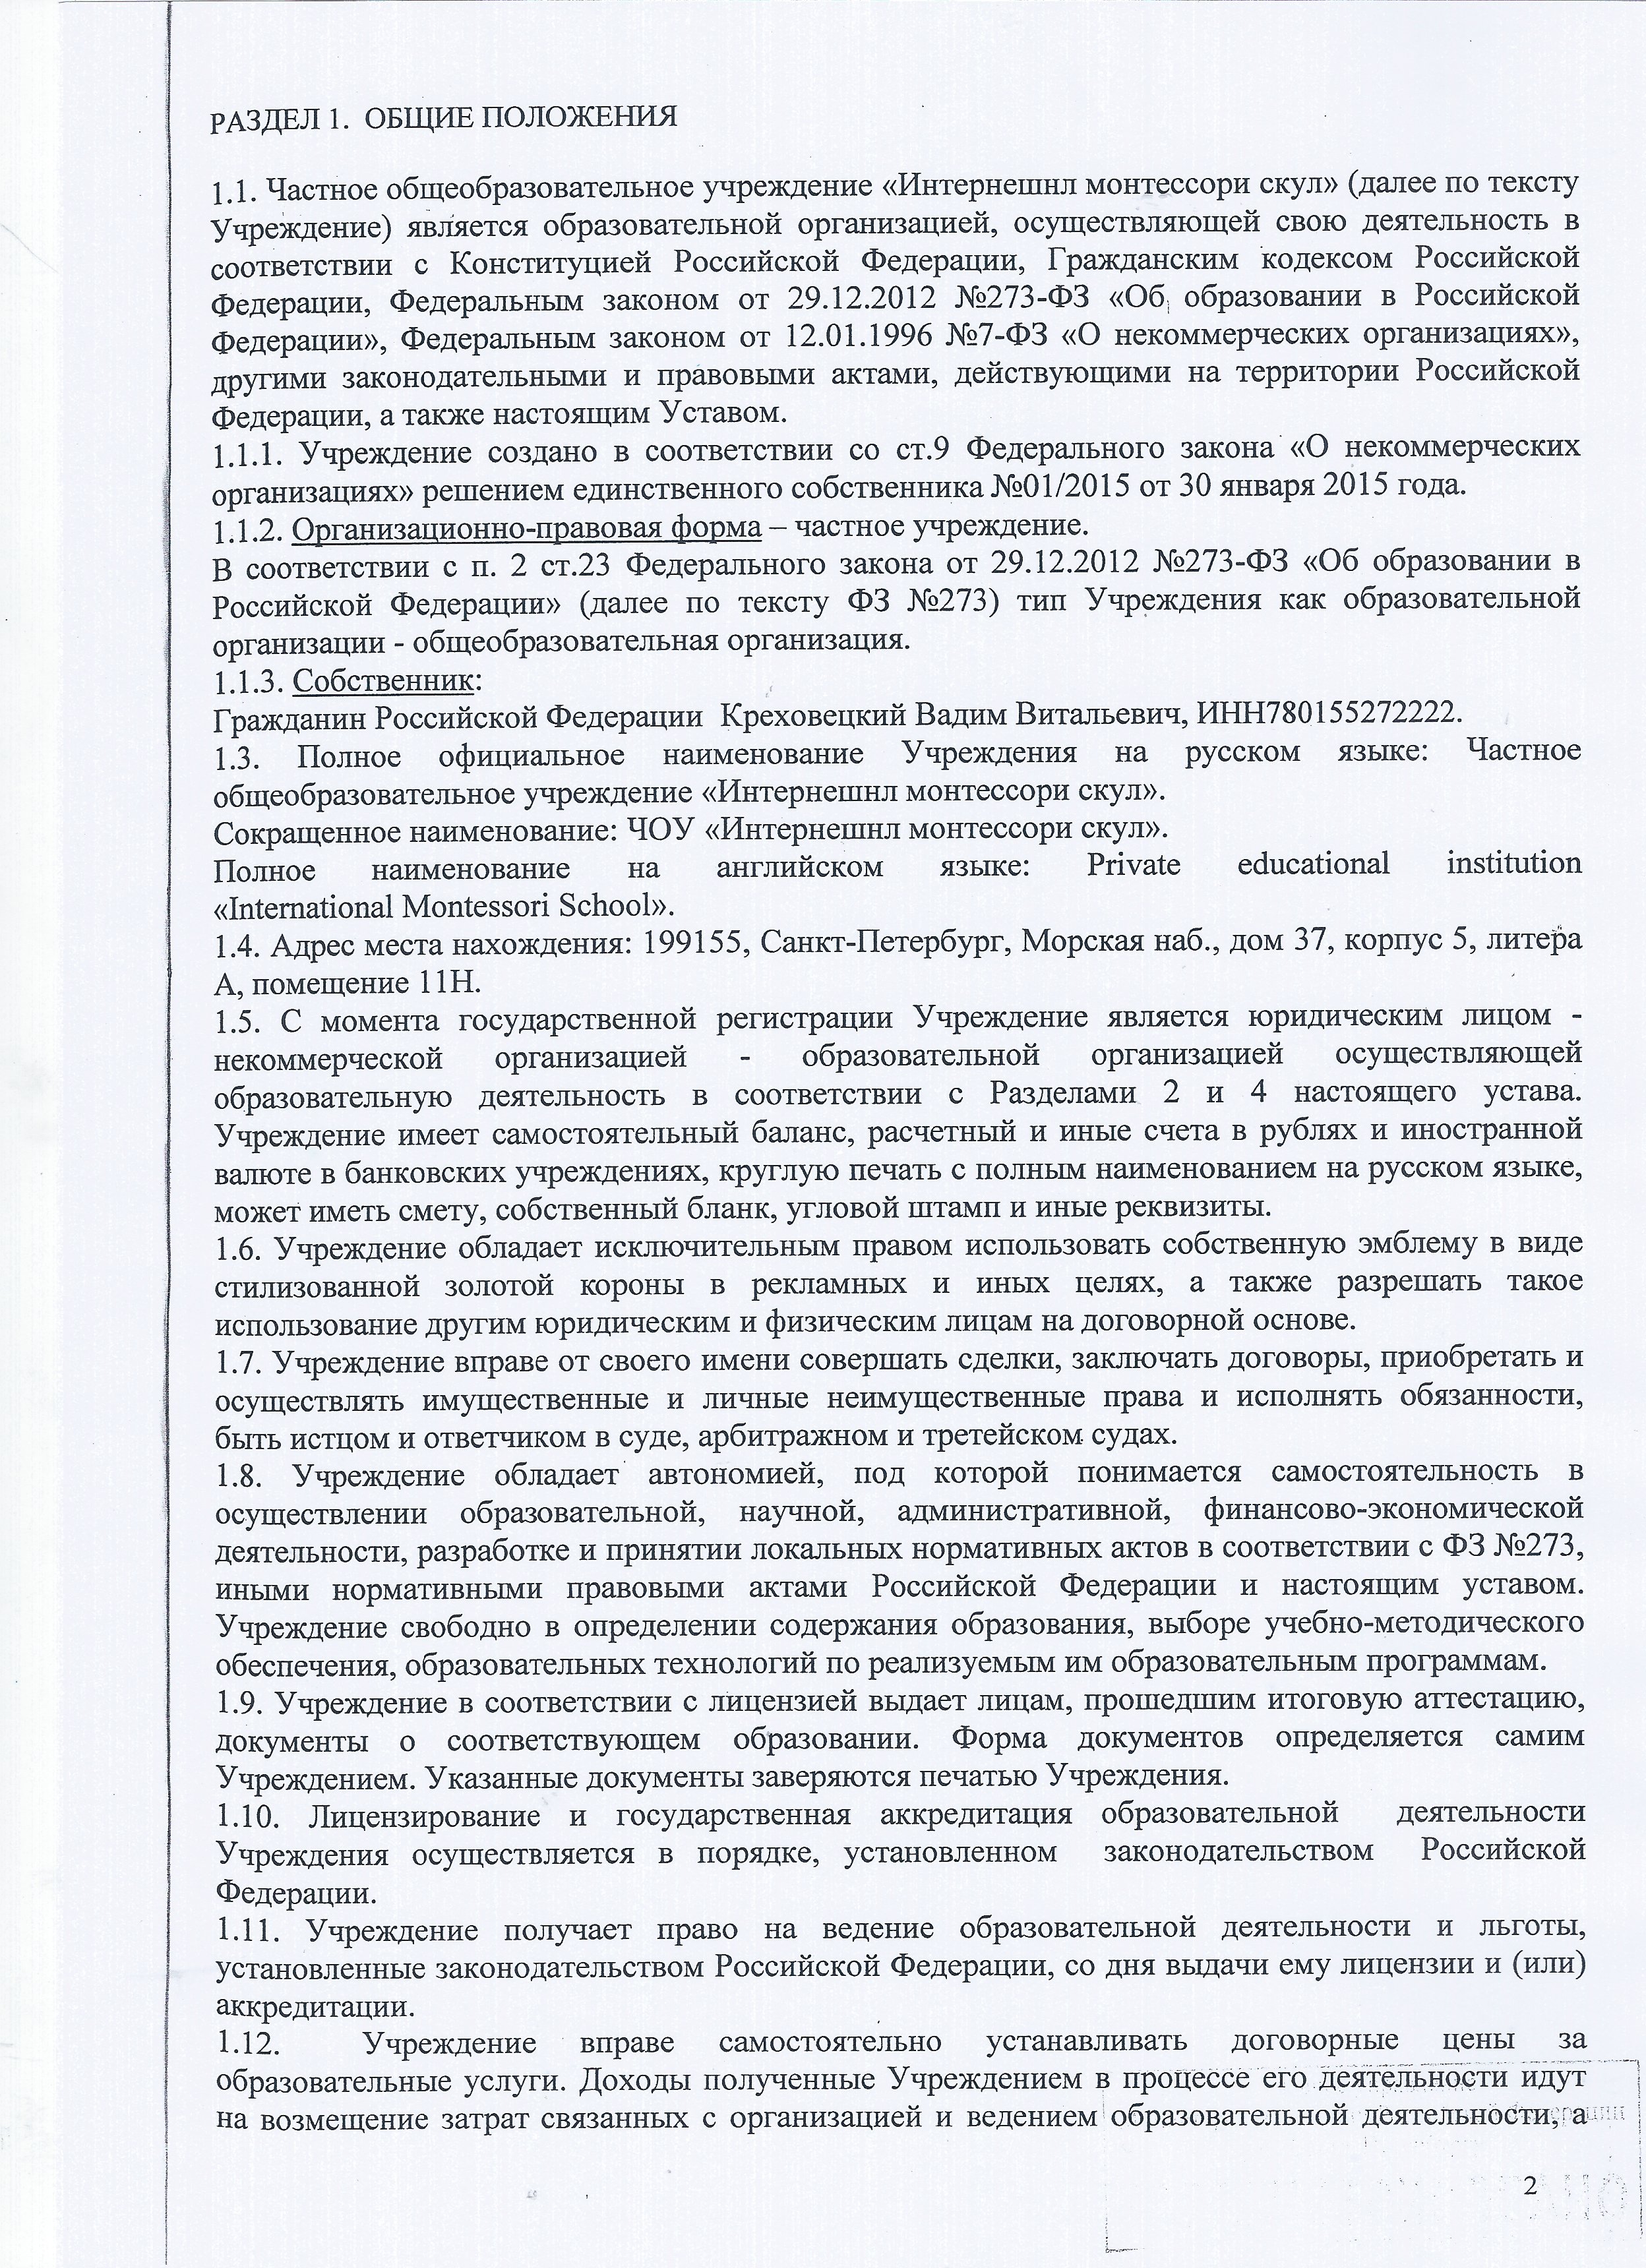 РАЗДЕЛ 1. ОБЩИЕ ПОЛОЖЕНИЯ
1.1. Частное общеобразовательное учреждение «Интернешнл монтессори скул» (далее по тексту
Учреждение) является образовательной организацией, осуществляющей свою деятельность в
соответствии с Конституцией Российской Федерации, Гражданским кодексом Российской
Федерации, Федеральным законом от 29.12.2012 №273-ФЗ «Об образовании в Российской
Федерации», Федеральным законом от 12.01.1996 №7-ФЗ «О некоммерческих организациях»,
другими законодательными и правовыми актами, действующими на территории Российской
Федерации, а также настоящим Уставом.
1.1.1. Учреждение создано в соответствии со ст.9 Федерального закона «О некоммерческих
организациях» решением единственного собственника №01/2015 от 30 января 2015 года.
1.1.2. Организационно-правовая форма – частное учреждение.
В соответствии с п. 2 ст.23 Федерального закона от 29.12.2012 №273-ФЗ «Об образовании в
Российской Федерации» (далее по тексту ФЗ №273) тип Учреждения как образовательной
организации - общеобразовательная организация.
1.1.3. Собственник:
Гражданин Российской Федерации Креховецкий Вадим Витальевич, ИНН780155272222.
1.3. Полное официальное наименование Учреждения на русском языке: Частное
общеобразовательное учреждение «Интернешнл монтессори скул».
Сокращенное наименование: ЧОУ «Интернешнл монтессори скул».
Полное наименование на английском языке: Private educational institution
«International Montessori School».
1.4. Адрес места нахождения: 199155, Санкт-Петербург, Морская наб., дом 37, корпус 5, литера
А, помещение 11Н.
1.5. С момента государственной регистрации Учреждение является юридическим лицом -
некоммерческой организацией - образовательной организацией осуществляющей
образовательную деятельность в соответствии с Разделами 2 и 4 настоящего устава.
Учреждение имеет самостоятельный баланс, расчетный и иные счета в рублях и иностранной
валюте в банковских учреждениях, круглую печать с полным наименованием на русском языке,
может иметь смету, собственный бланк, угловой штамп и иные реквизиты.
1.6. Учреждение обладает исключительным правом использовать собственную эмблему в виде
стилизованной золотой короны в рекламных и иных целях, а также разрешать такое
использование другим юридическим и физическим лицам на договорной основе.
1.7. Учреждение вправе от своего имени совершать сделки, заключать договоры, приобретать и
осуществлять имущественные и личные неимущественные права и исполнять обязанности,
быть истцом и ответчиком в суде, арбитражном и третейском судах.
1.8. Учреждение обладает автономией, под которой понимается самостоятельность в
осуществлении образовательной, научной, административной, финансово-экономической
деятельности, разработке и принятии локальных нормативных актов в соответствии с ФЗ №273,
иными нормативными правовыми актами Российской Федерации и настоящим уставом.
Учреждение свободно в определении содержания образования, выборе учебно-методического
обеспечения, образовательных технологий по реализуемым им образовательным программам.
1.9. Учреждение в соответствии с лицензией выдает лицам, прошедшим итоговую аттестацию,
документы о соответствующем образовании. Форма документов определяется самим
Учреждением. Указанные документы заверяются печатью Учреждения.
1.10. Лицензирование и государственная аккредитация образовательной деятельности
Учреждения осуществляется в порядке, установленном законодательством Российской
Федерации.
1.11. Учреждение получает право на ведение образовательной деятельности и льготы,
установленные законодательством Российской Федерации, со дня выдачи ему лицензии и (или)
аккредитации.
1.12. Учреждение вправе самостоятельно устанавливать договорные цены за
образовательные услуги. Доходы полученные Учреждением в процессе его деятельности идут
на возмещение затрат связанных с организацией и ведением образовательной деятельности, а
2